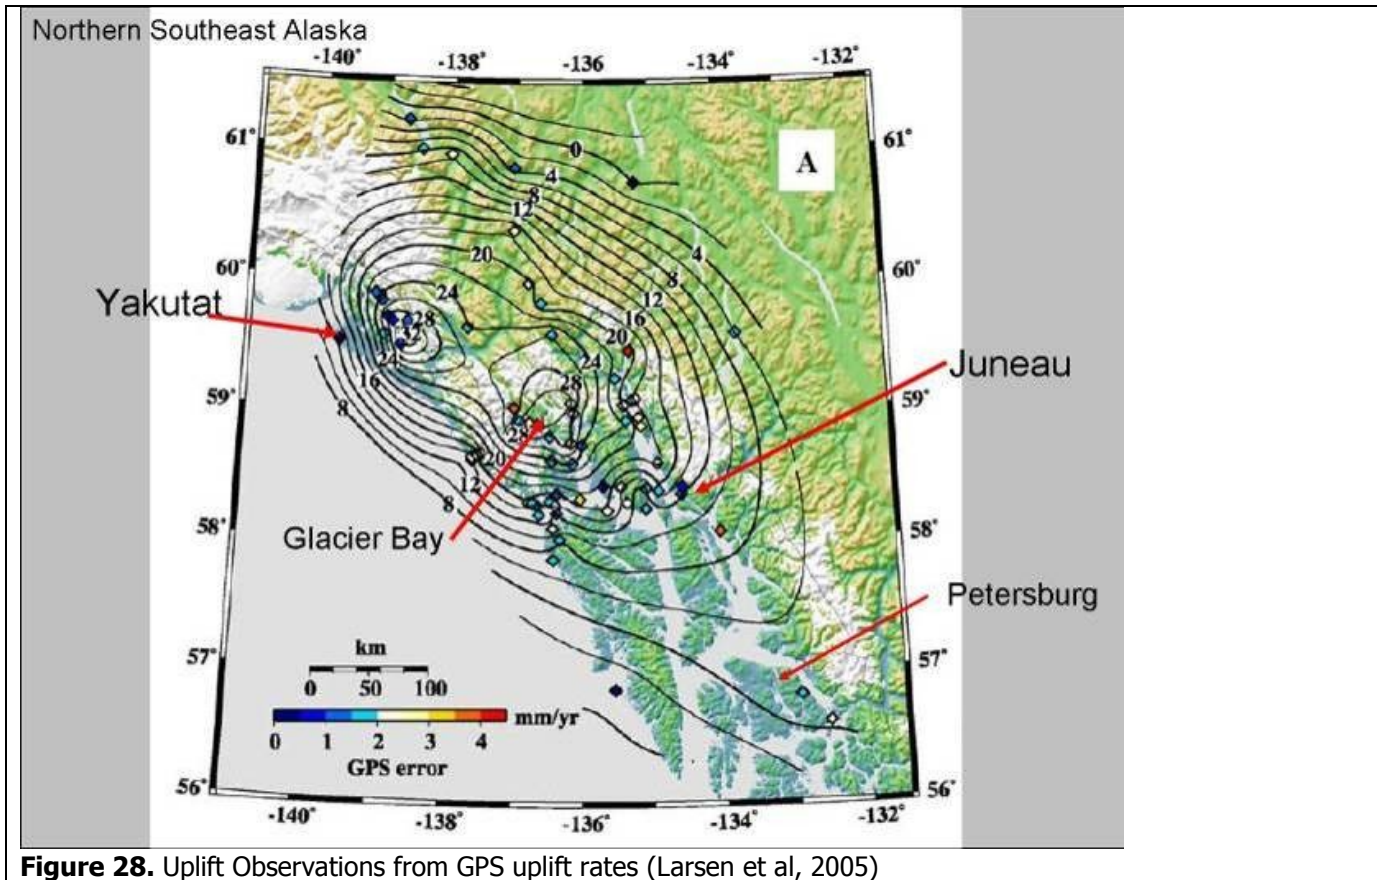 Northern Southeast Alaska
-140° -138° -136 -134° -132°
61° 61°
A
0
4
8
12
20
4
60° 60°
8
24
12
Yakutat
28
16
32
20
24
24
Juneau
16
28
59° 59°
8
28
20
12
8
58° 58°
Glacier Bay
Petersburg
km
57° 57°
0 50 100
mm/yr
0 1 2 3 4
GPS error
56° 56°
-140° -138° -136° -134° -132°
Figure 28. Uplift Observations from GPS uplift rates (Larsen et al, 2005)